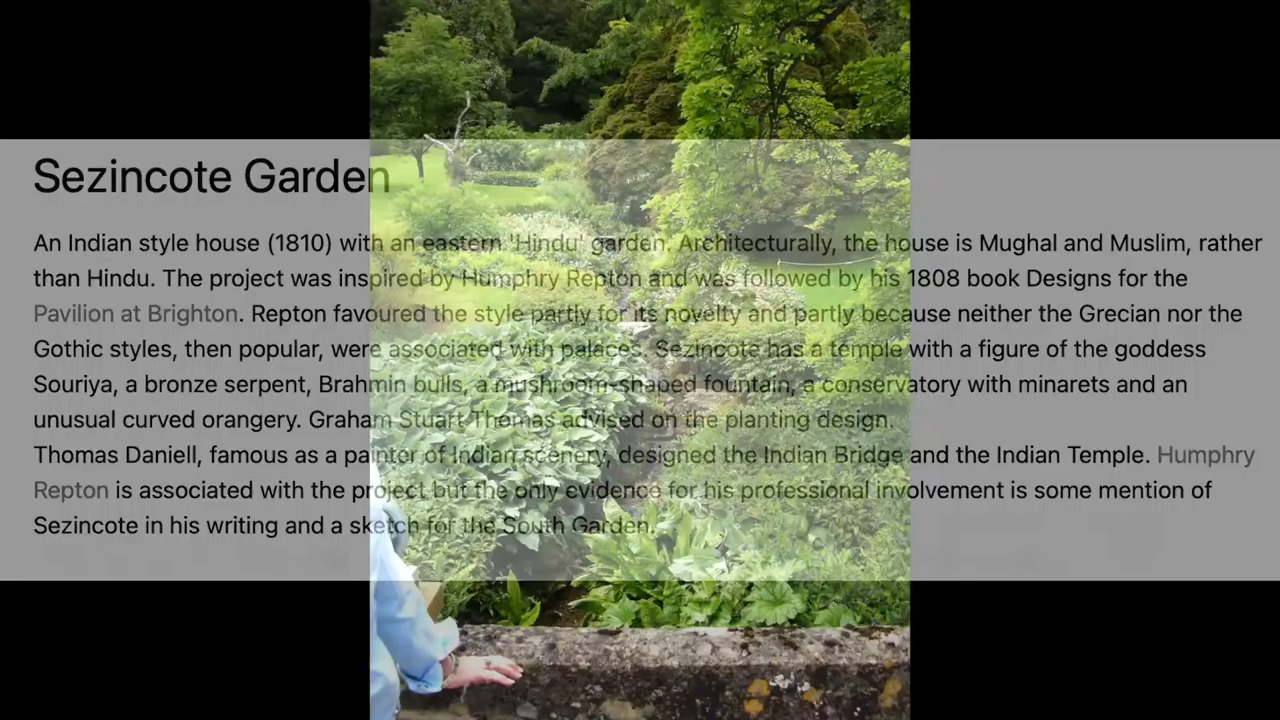 Sezincote Garden
An Indian style house (1810) with an eastern 'Hindu' garden. Architecturally, the house is Mughal and Muslim, rather
than Hindu. The project was inspired by Humphry Repton and was followed by his 1808 book Designs for the
Pavilion at Brighton. Repton favoured the style partly for its novelty and partly because neither the Grecian nor the
Gothic styles, then popular, were associated with palaces. Sezincote has a temple with a figure of the goddess
Souriya, a bronze serpent, Brahmin bulls, a mushroom-shaped fountain, a conservatory with minarets and an
unusual curved orangery. Graham Stuart Thomas advised on the planting design.
Thomas Daniell, famous as a painter of Indian scenery, designed the Indian Bridge and the Indian Temple. Humphry
Repton is associated with the project but the only evidence for his professional involvement is some mention of
Sezincote in his writing and a sketch for the South Garden.